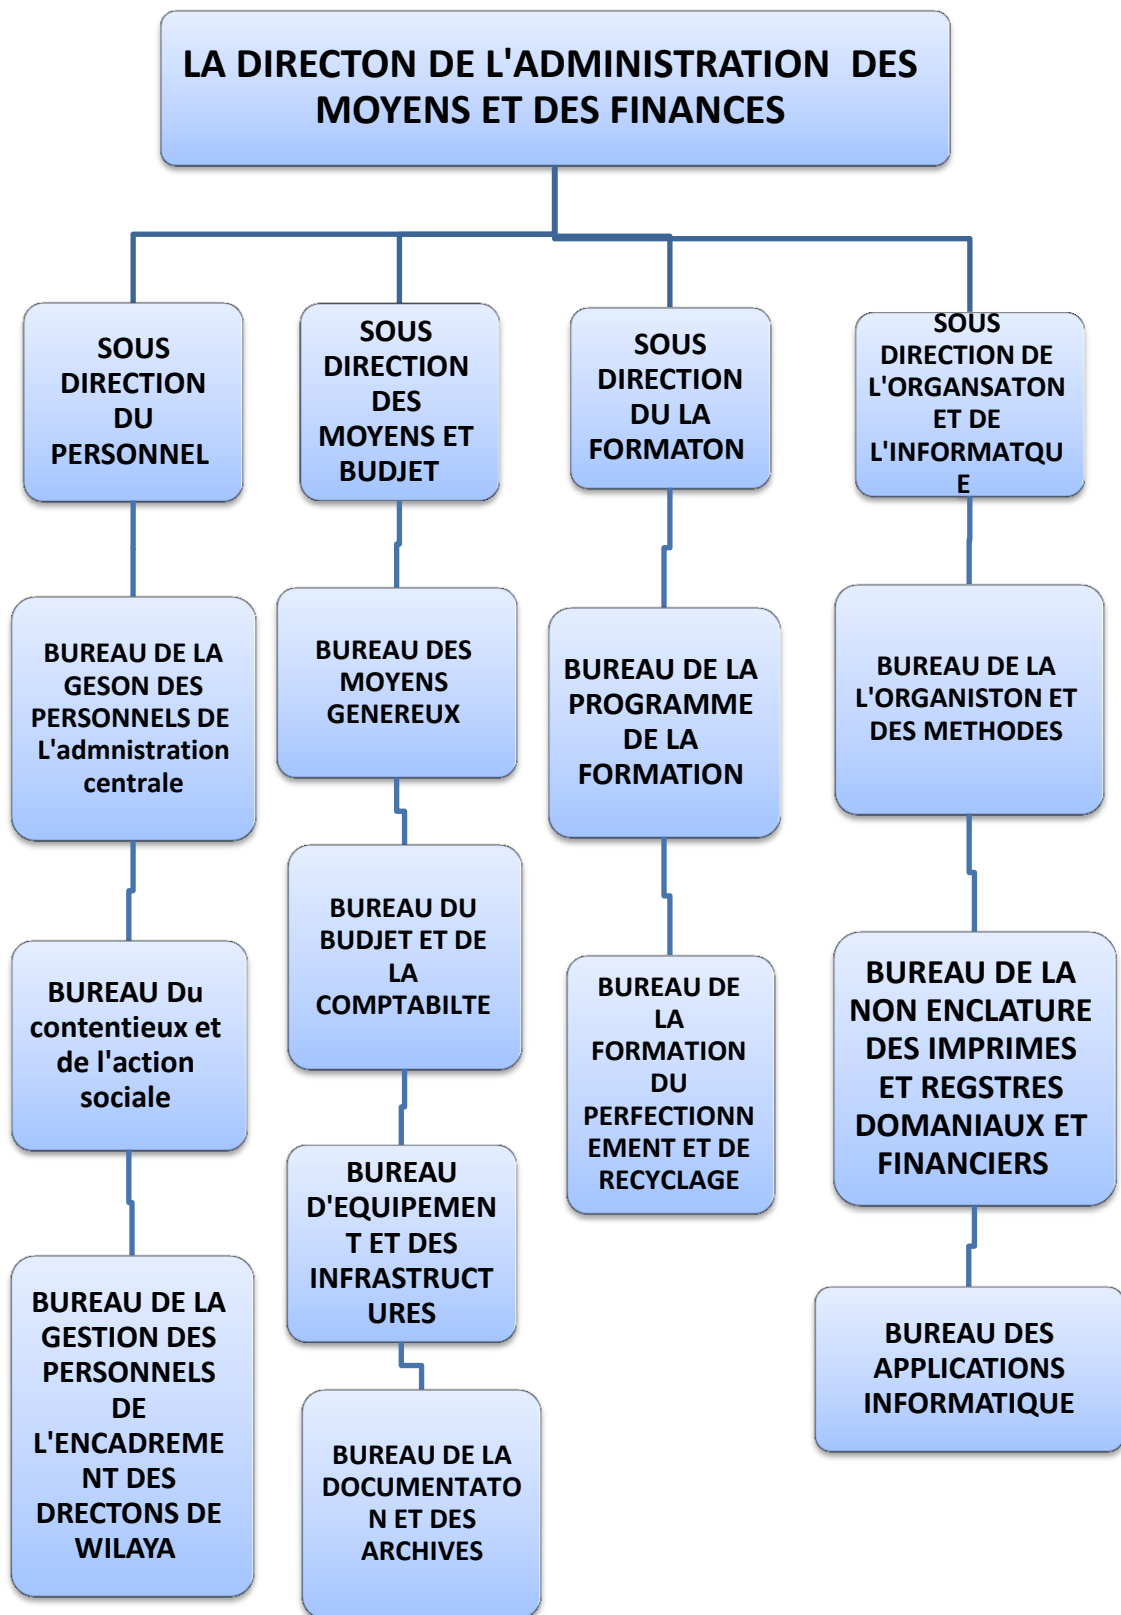 LA DIRECTON DE L'ADMINISTRATION DES
MOYENS ET DES FINANCES
SOUS
DIRECTION
DU
PERSONNEL
SOUS
DIRECTION
DES
MOYENS ET
BUDJET
SOUS
DIRECTION
DU LA
FORMATON
SOUS
DIRECTION DE
L'ORGANSATON
ET DE
L'INFORMATQU
E
BUREAU DE LA
GESON DES
PERSONNELS DE
L'admnistration
centrale
BUREAU DES
MOYENS
GENEREUX
BUREAU DE LA
PROGRAMME
DE LA
FORMATION
BUREAU DE LA
L'ORGANISTON ET
DES METHODES
BUREAU Du
contentieux et
de l'action
sociale
BUREAU DU
BUDJET ET DE
LA
COMPTABILTE
BUREAU DE
LA
FORMATION
DU
PERFECTIONN
EMENT ET DE
RECYCLAGE
BUREAU DE LA
NON ENCLATURE
DES IMPRIMES
ET REGSTRES
DOMANIAUX ET
FINANCIERS
BUREAU DE LA
GESTION DES
PERSONNELS
DE
L'ENCADREME
NT DES
DRECTONS DE
WILAYA
BUREAU
D'EQUIPEMEN
T ET DES
INFRASTRUCT
URES
BUREAU DES
APPLICATIONS
INFORMATIQUE
BUREAU DE LA
DOCUMENTATO
N ET DES
ARCHIVES